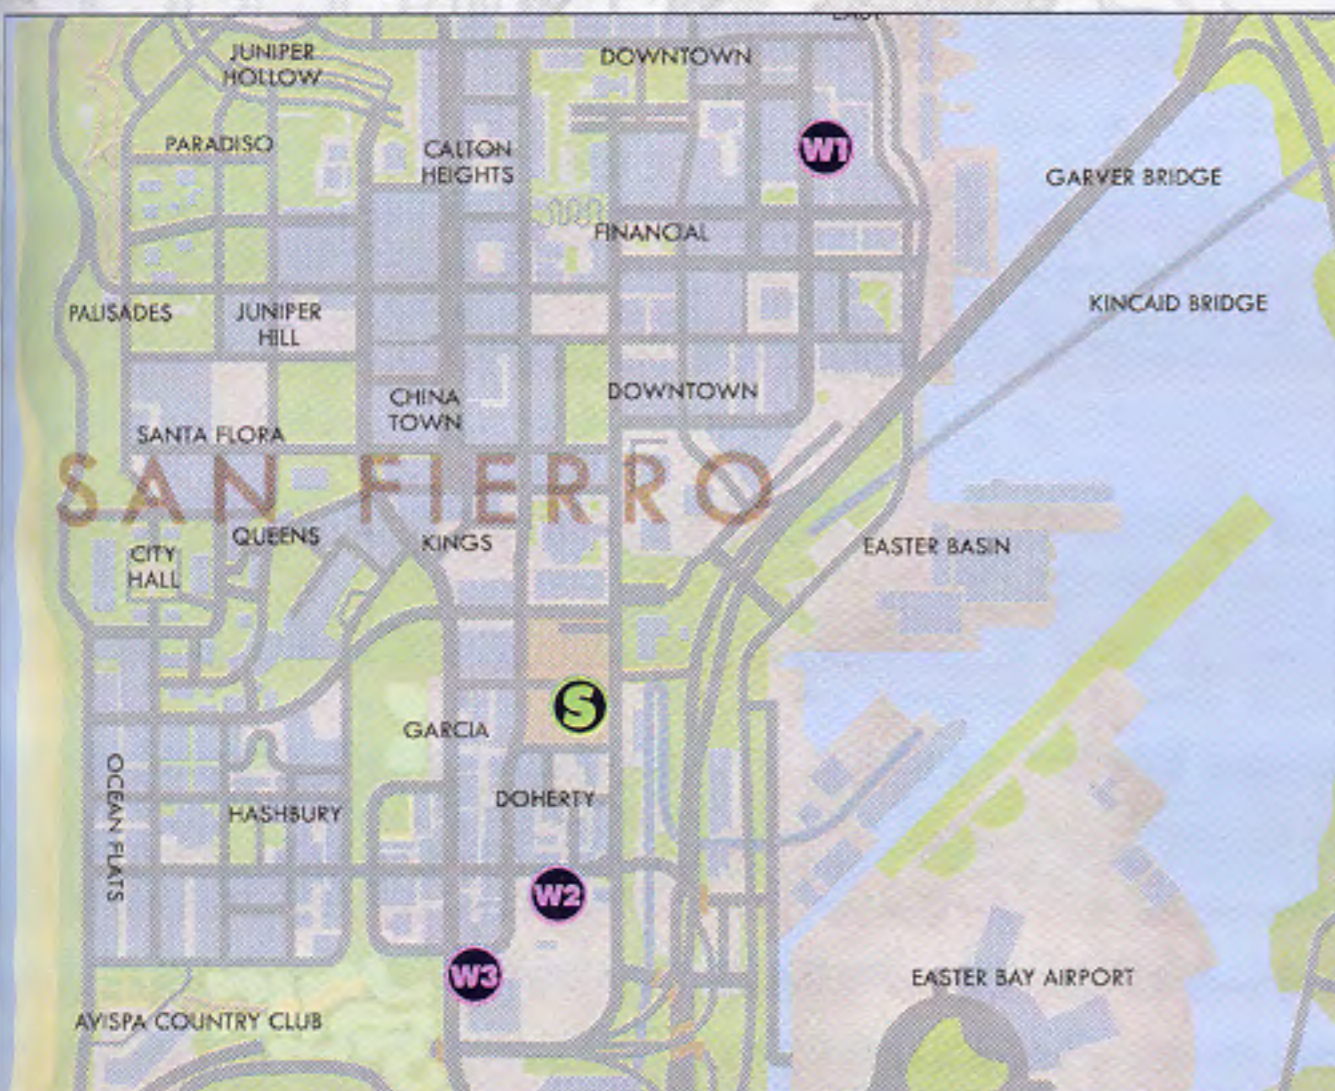 EAST
JUNIPER
HOLLOW
DOWNTOWN
PARADISO
CALTON
HEIGHTS
W1
GARVER BRIDGE
FINANCIAL
KINCAID BRIDGE
PALISADES
JUNIPER
HILL
CHINA
TOWN
DOWNTOWN
SANTA FLORA
SAN FIERRO
QUEENS
KINGS
CITY
HALL
EASTER BASIN
S
GARCIA
OCEAN FLATS
HASHBURY
DOHERTY
W2
W3
EASTER BAY AIRPORT
AVISPA COUNTRY CLUB